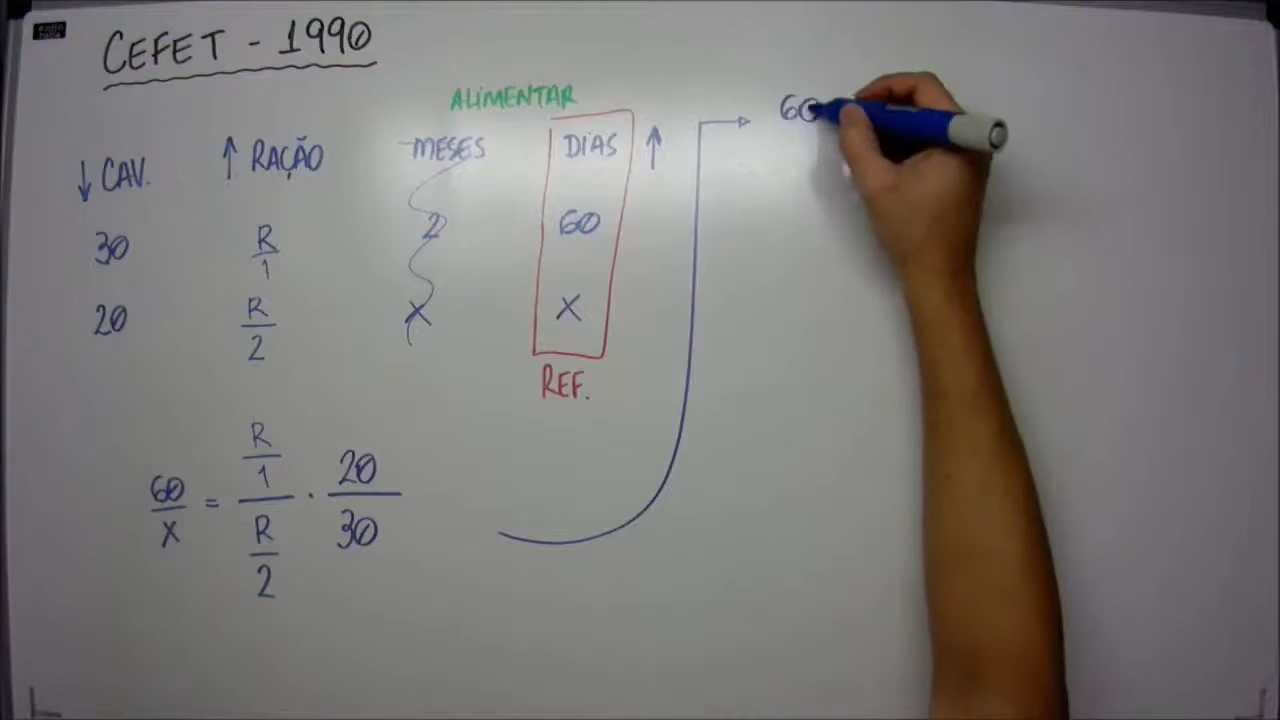 CEFET - 1990
ALIMENTAR
↓ CAV. ↑ RAÇÃO MESES DIAS ↑
30 R/1 2 60
20 R/2 X X
REF.
60/X = (R/1)/(R/2) · 20/30
60